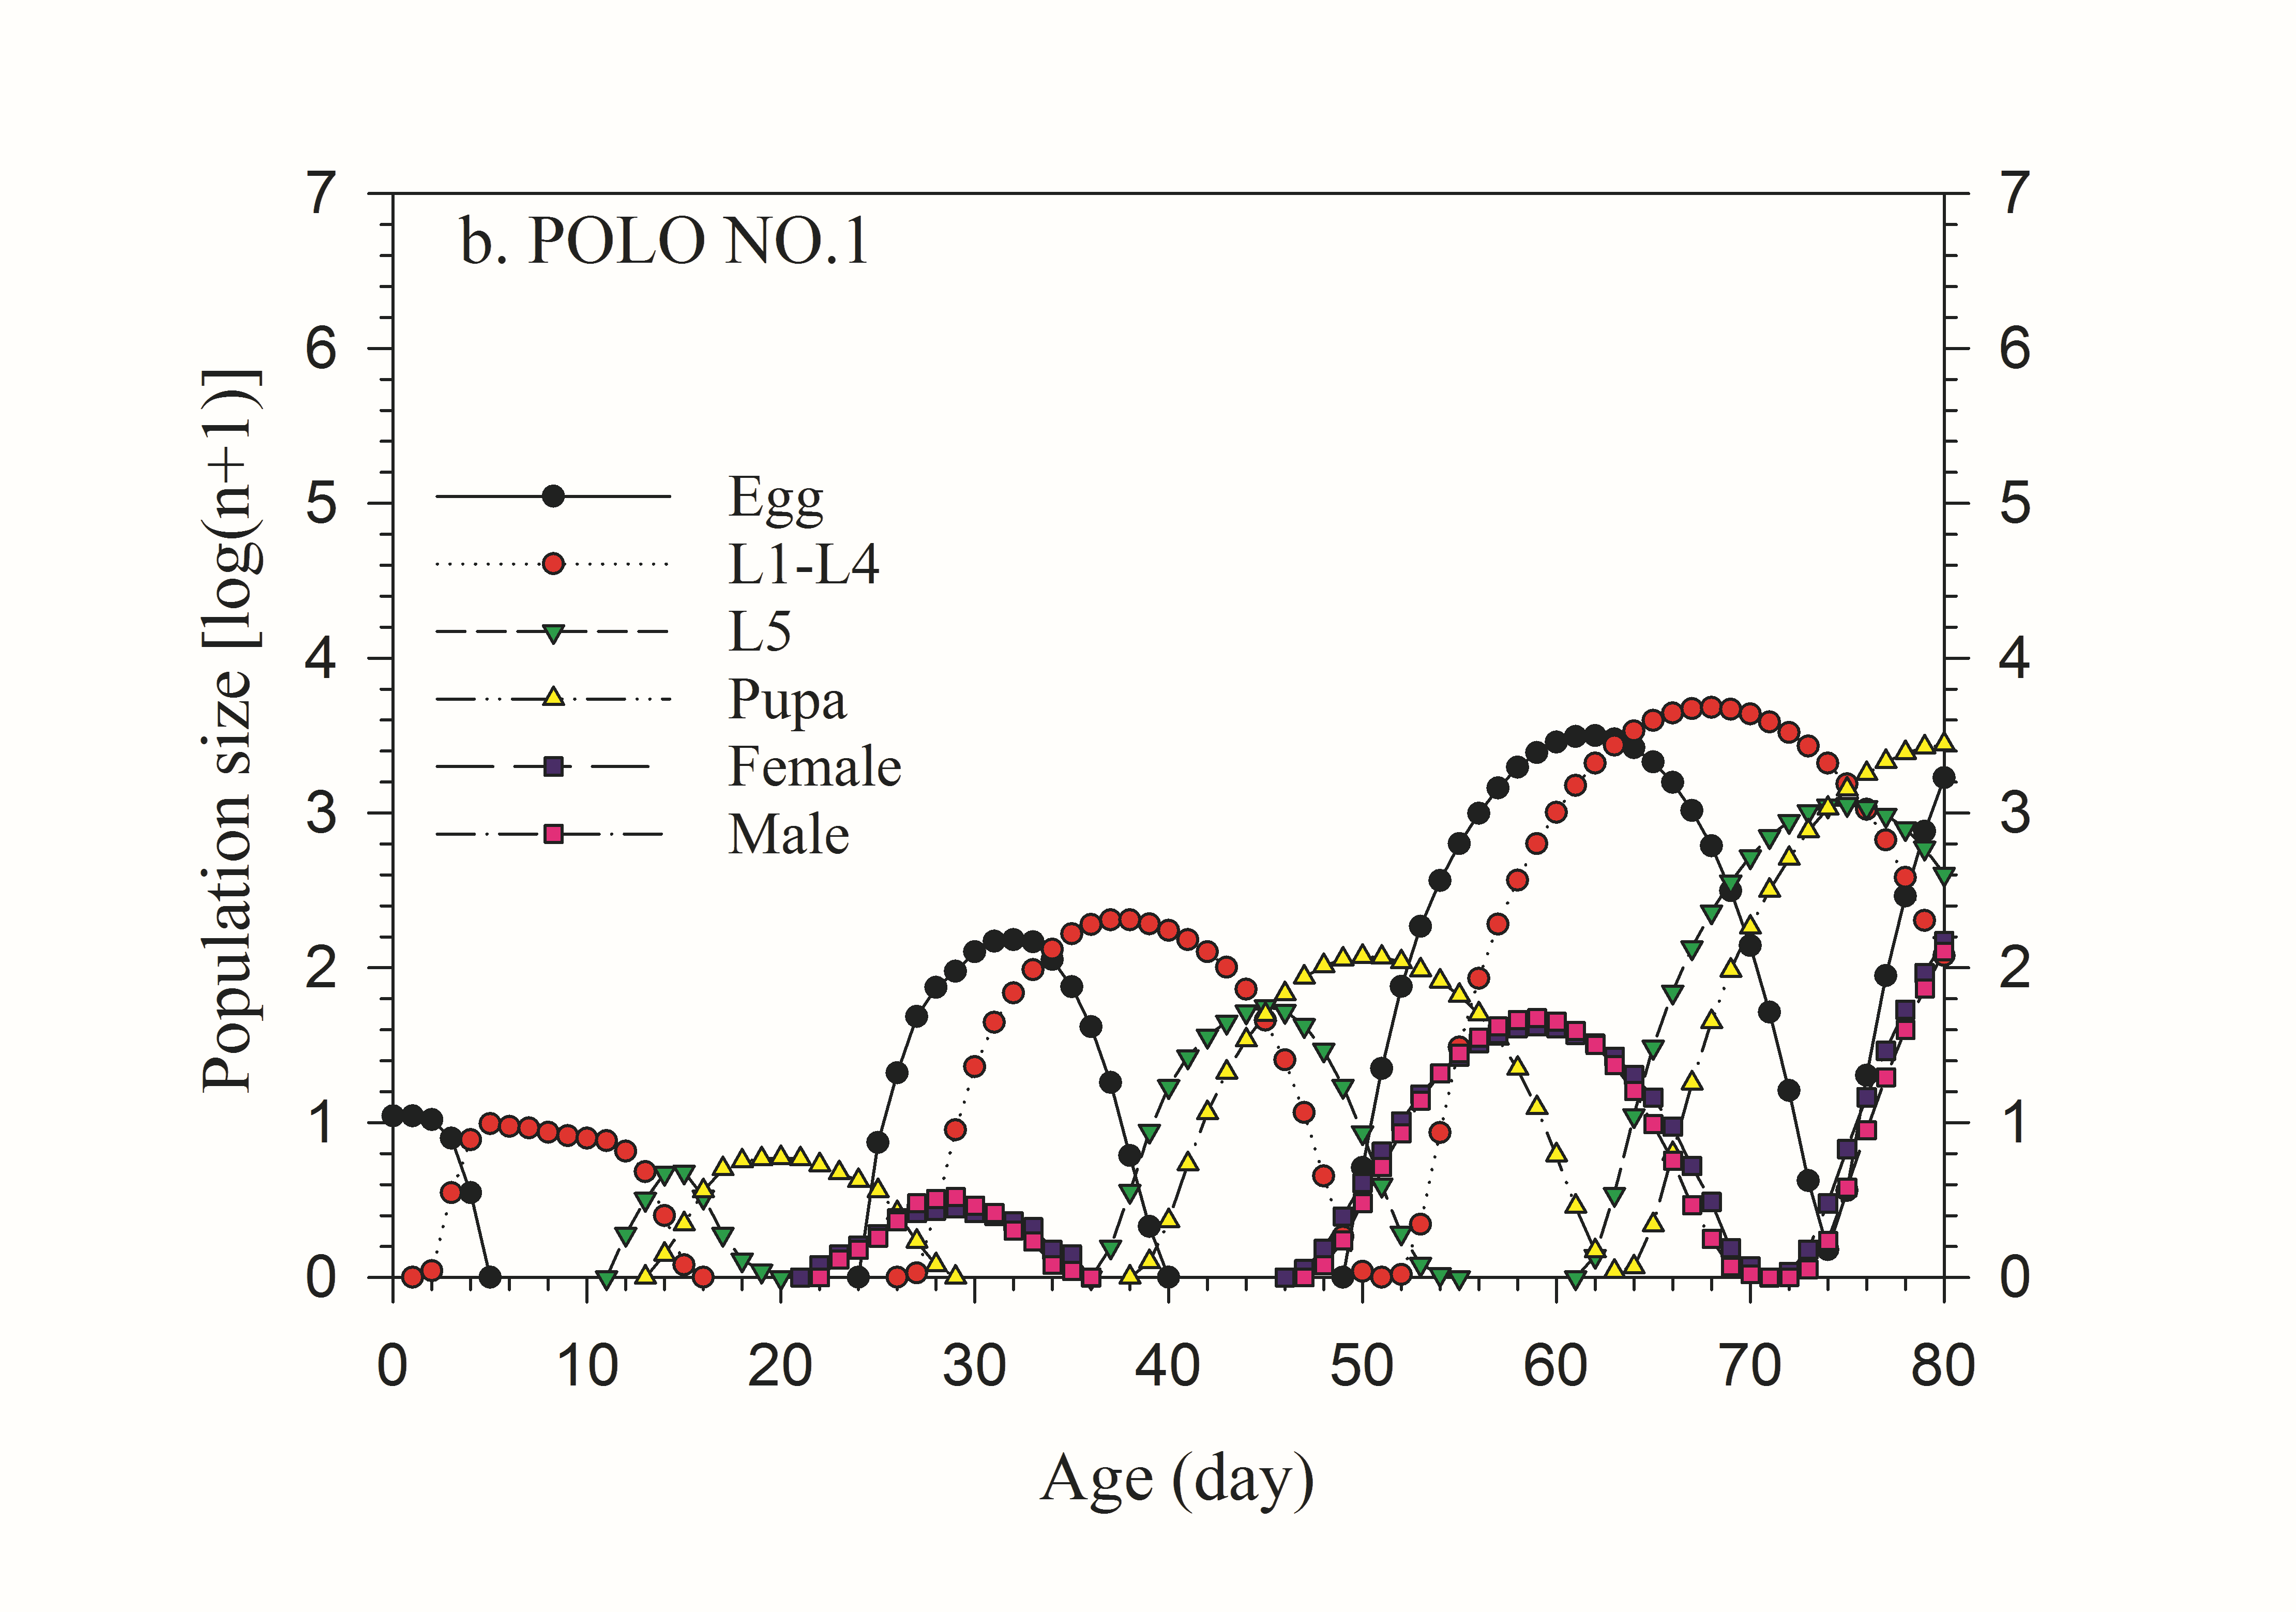 b. POLO NO.1
Population size [log(n+1)]
7
6
5
4
3
2
1
0
Egg
L1-L4
L5
Pupa
Female
Male
7
6
5
4
3
2
1
0
0 10 20 30 40 50 60 70 80
Age (day)